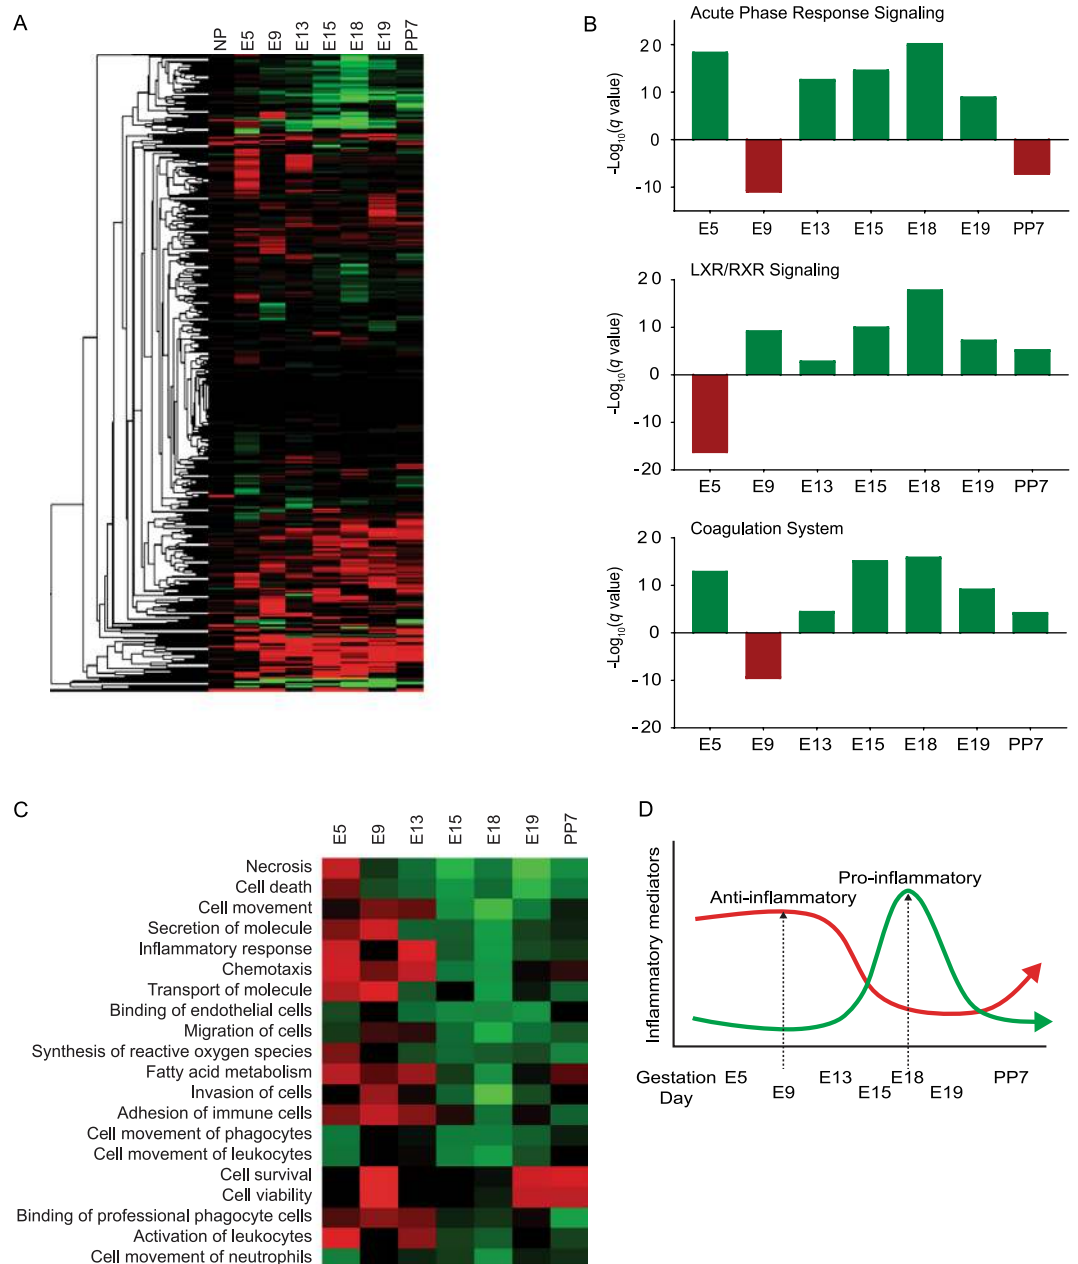 A
NP E5 E9 E13 E15 E18 E19 PP7
B
Acute Phase Response Signaling
-Log10(q value)
20
10
0
-10
E5 E9 E13 E15 E18 E19 PP7
LXR/RXR Signaling
-Log10(q value)
20
10
0
-10
-20
E5 E9 E13 E15 E18 E19 PP7
Coagulation System
-Log10(q value)
20
10
0
-10
-20
E5 E9 E13 E15 E18 E19 PP7
C
E5 E9 E13 E15 E18 E19 PP7
Necrosis
Cell death
Cell movement
Secretion of molecule
Inflammatory response
Chemotaxis
Transport of molecule
Binding of endothelial cells
Migration of cells
Synthesis of reactive oxygen species
Fatty acid metabolism
Invasion of cells
Adhesion of immune cells
Cell movement of phagocytes
Cell movement of leukocytes
Cell survival
Cell viability
Binding of professional phagocyte cells
Activation of leukocytes
Cell movement of neutrophils
D
Inflammatory mediators
Pro-inflammatory
Anti-inflammatory
Gestation Day
E5 E9 E13 E15 E18 E19 PP7